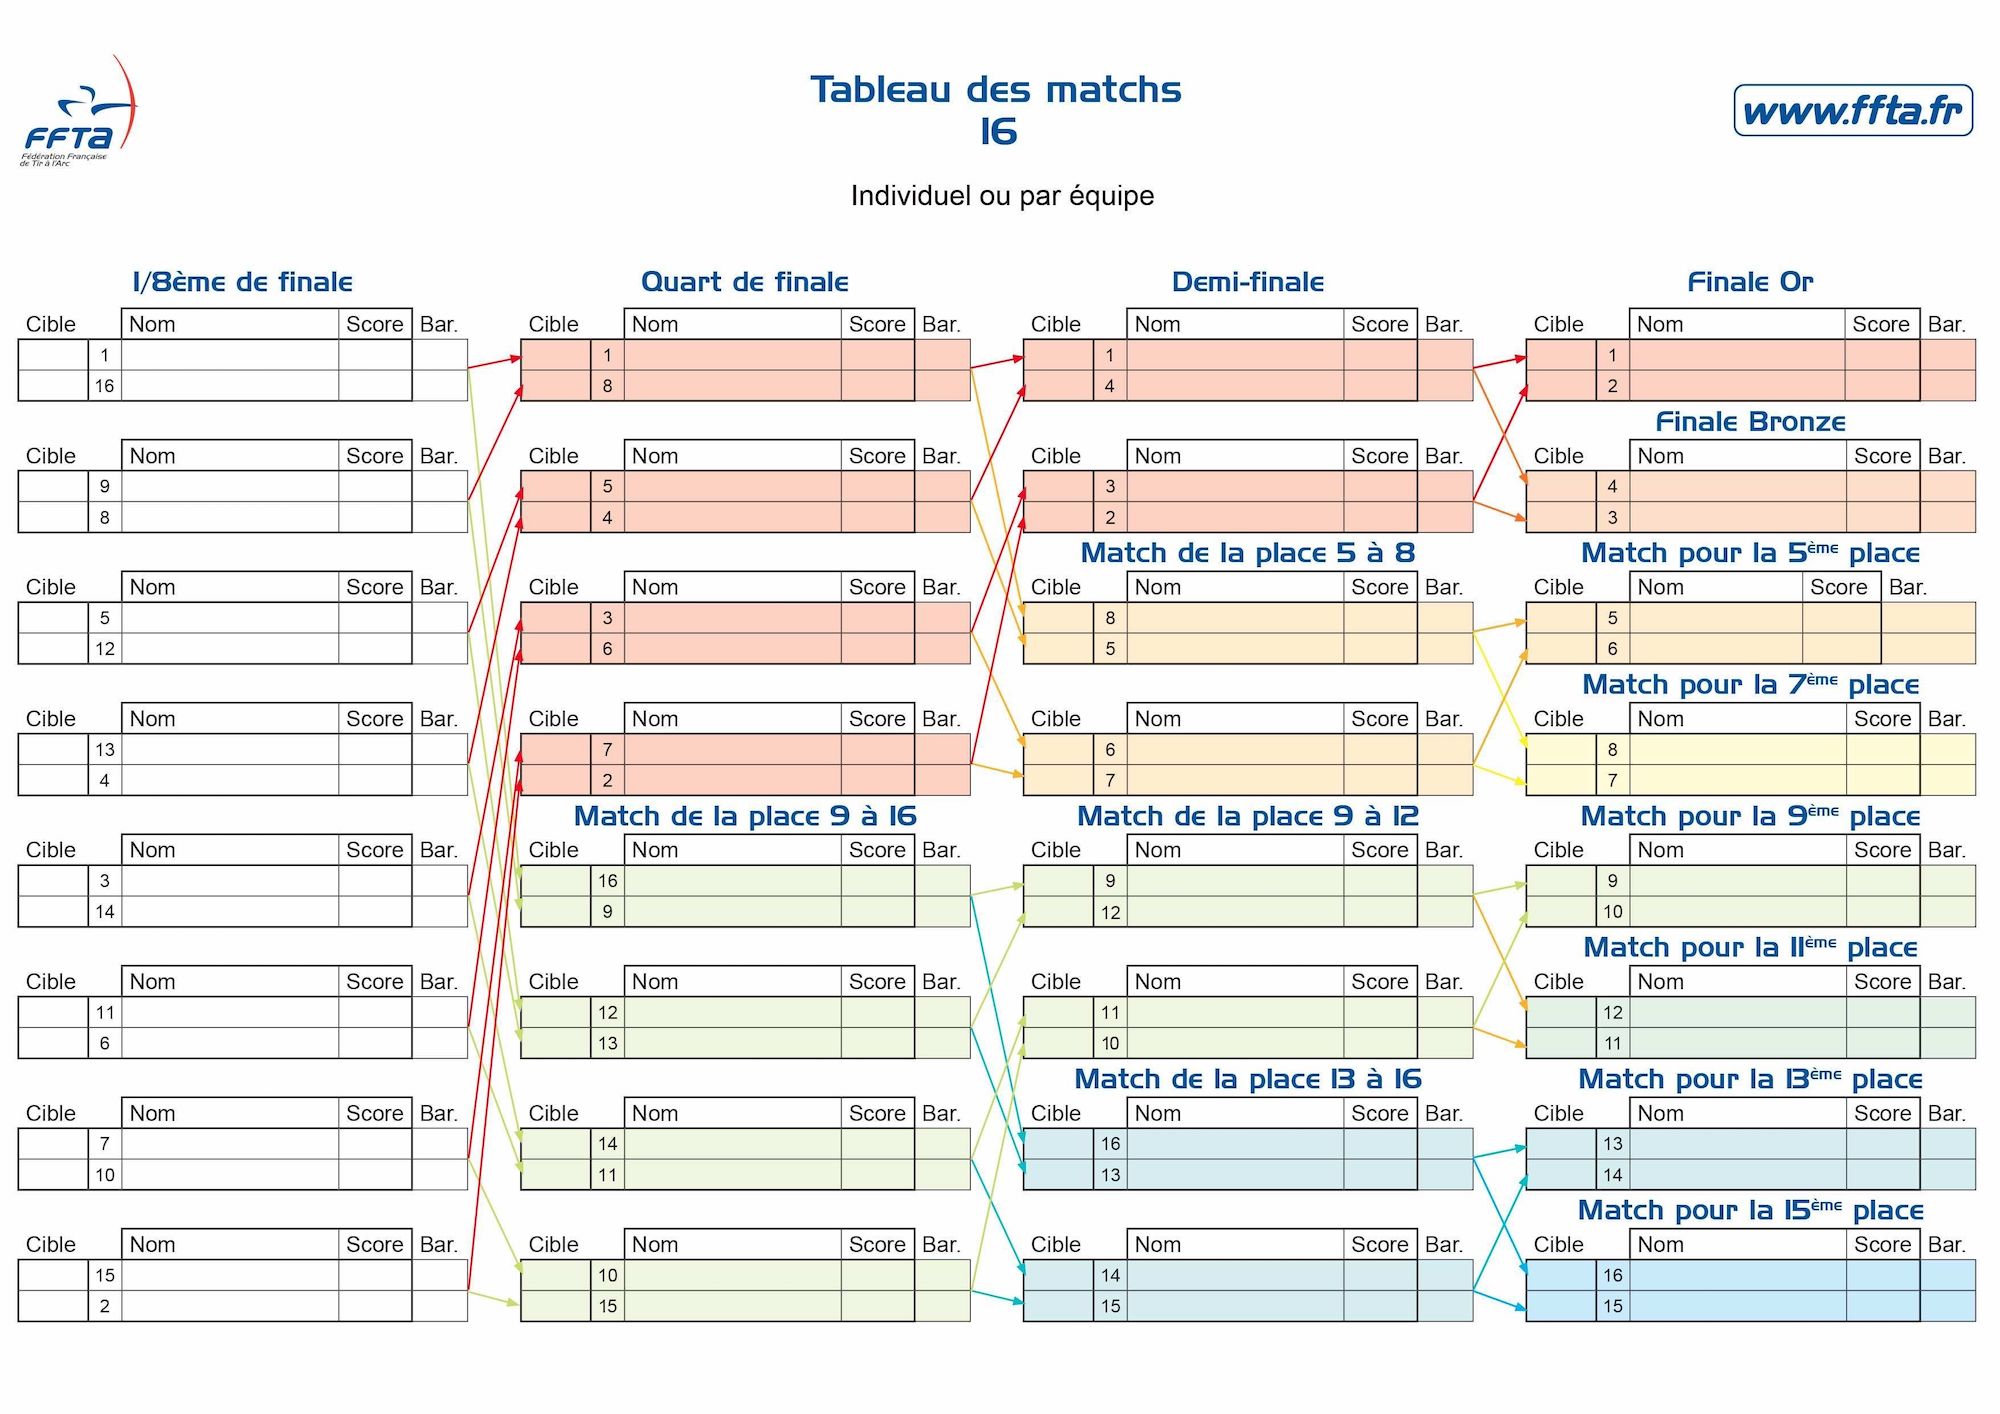 FFTA
Fédération Française
de Tir à l'Arc
Tableau des matchs
16
www.ffta.fr
Individuel ou par équipe
1/8ème de finale
Cible Nom Score Bar.
1
16
Cible Nom Score Bar.
9
8
Cible Nom Score Bar.
5
12
Cible Nom Score Bar.
13
4
Cible Nom Score Bar.
3
14
Cible Nom Score Bar.
11
6
Cible Nom Score Bar.
7
10
Cible Nom Score Bar.
15
2
Quart de finale
Cible Nom Score Bar.
1
8
Cible Nom Score Bar.
5
4
Cible Nom Score Bar.
3
6
Cible Nom Score Bar.
7
2
Match de la place 9 à 16
Cible Nom Score Bar.
16
9
Cible Nom Score Bar.
12
13
Cible Nom Score Bar.
14
11
Cible Nom Score Bar.
10
15
Demi-finale
Cible Nom Score Bar.
1
4
Cible Nom Score Bar.
3
2
Match de la place 5 à 8
Cible Nom Score Bar.
8
5
Cible Nom Score Bar.
6
7
Match de la place 9 à 12
Cible Nom Score Bar.
9
12
Cible Nom Score Bar.
11
10
Match de la place 13 à 16
Cible Nom Score Bar.
16
13
Cible Nom Score Bar.
14
15
Finale Or
Cible Nom Score Bar.
1
2
Finale Bronze
Cible Nom Score Bar.
4
3
Match pour la 5ème place
Cible Nom Score Bar.
5
6
Match pour la 7ème place
Cible Nom Score Bar.
8
7
Match pour la 9ème place
Cible Nom Score Bar.
9
10
Match pour la 11ème place
Cible Nom Score Bar.
12
11
Match pour la 13ème place
Cible Nom Score Bar.
13
14
Match pour la 15ème place
Cible Nom Score Bar.
16
15